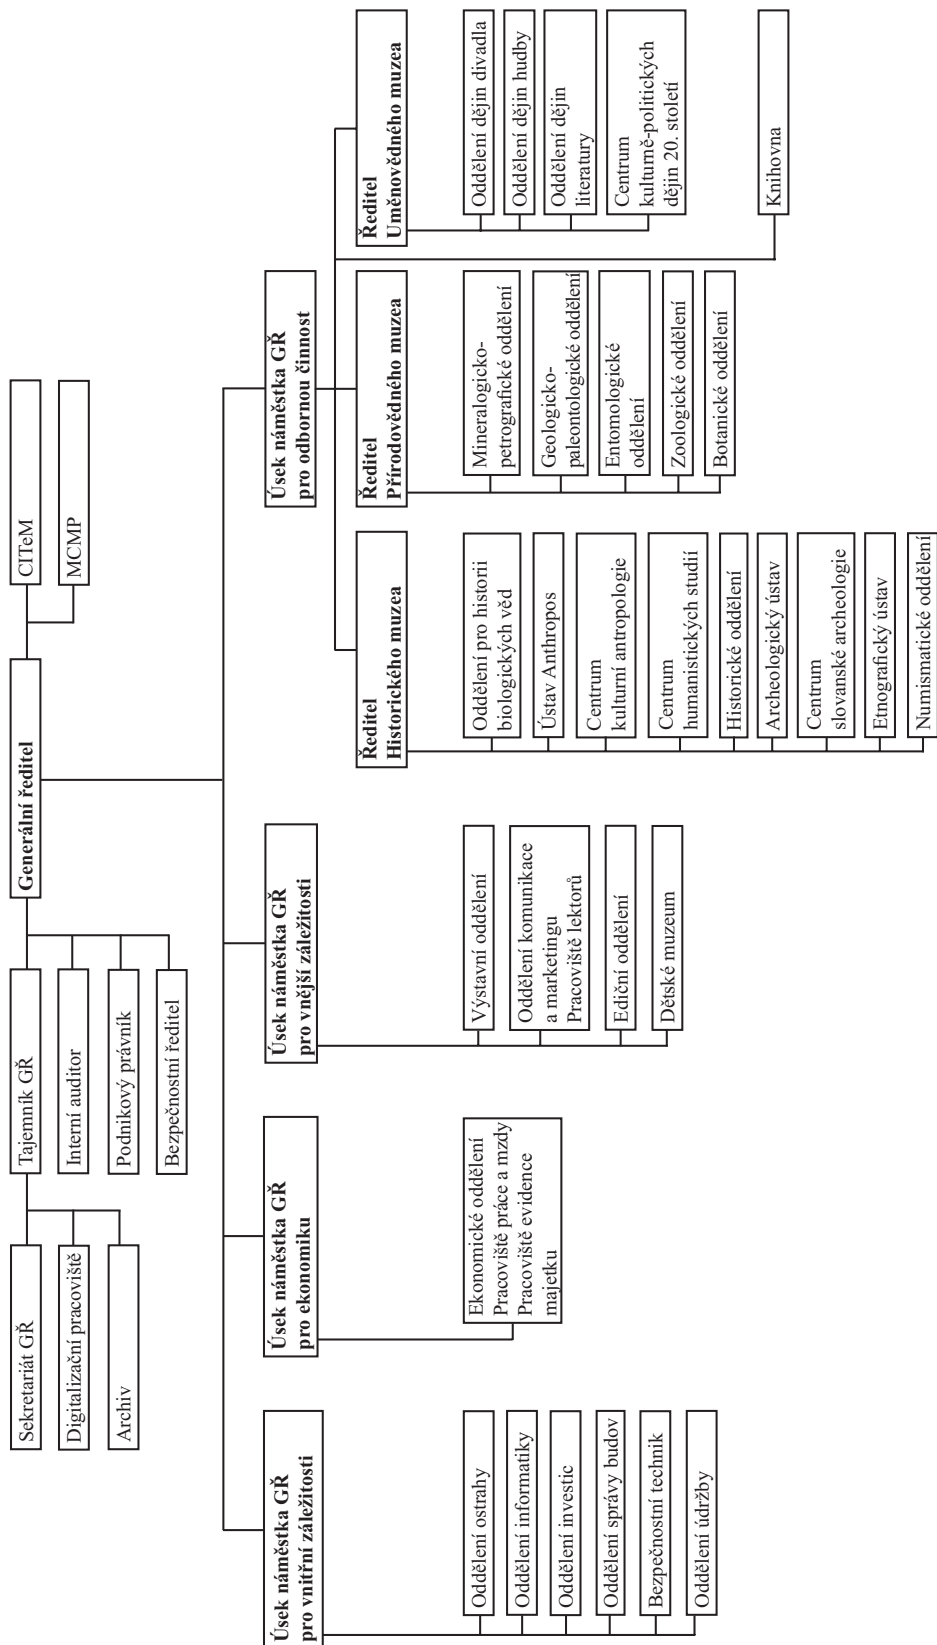 Sekretariát GŘ
Digitalizační pracoviště
Archiv
Tajemník GŘ
Interní auditor
Podnikový právník
Bezpečnostní ředitel
Generální ředitel
CITeM
MCMP
Úsek náměstka GŘ
pro vnitřní záležitosti
Oddělení ostrahy
Oddělení informatiky
Oddělení investic
Oddělení správy budov
Bezpečnostní technik
Oddělení údržby
Úsek náměstka GŘ
pro ekonomiku
Ekonomické oddělení
Pracoviště práce a mzdy
Pracoviště evidence
majetku
Úsek náměstka GŘ
pro vnější záležitosti
Výstavní oddělení
Oddělení komunikace
a marketingu
Pracoviště lektorů
Ediční oddělení
Dětské muzeum
Úsek náměstka GŘ
pro odbornou činnost
Ředitel
Historického muzea
Oddělení pro historii
biologických věd
Ústav Anthropos
Centrum
kulturní antropologie
Centrum
humanistických studií
Historické oddělení
Archeologický ústav
Centrum
slovanské archeologie
Etnografický ústav
Numismatické oddělení
Ředitel
Přírodovědného muzea
Mineralogicko-
petrografické oddělení
Geologicko-
paleontologické oddělení
Entomologické
oddělení
Zoologické oddělení
Botanické oddělení
Ředitel
Uměnovědného muzea
Oddělení dějin divadla
Oddělení dějin hudby
Oddělení dějin
literatury
Centrum
kulturně-politických
dějin 20. století
Knihovna